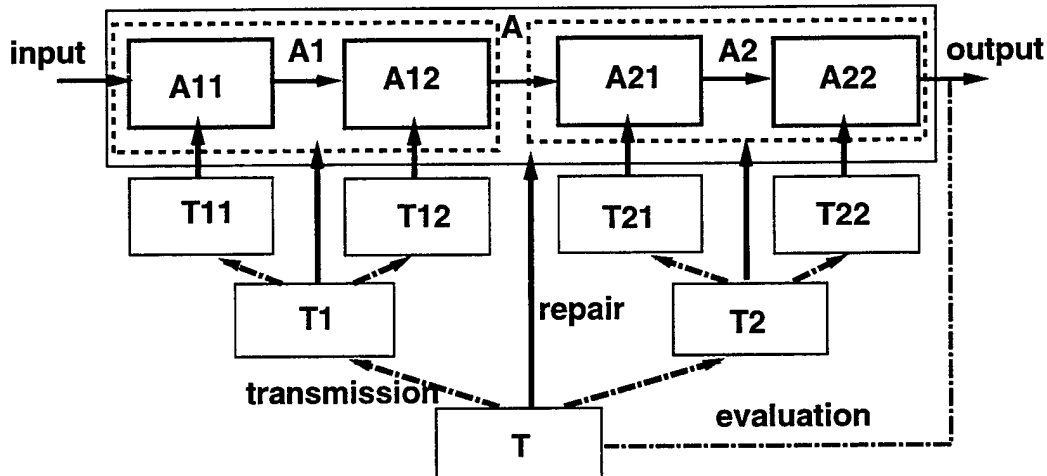 input
A11
A1
A12
A
A21
A2
A22
output
T11
T12
T21
T22
T1
repair
T2
transmission
T
evaluation